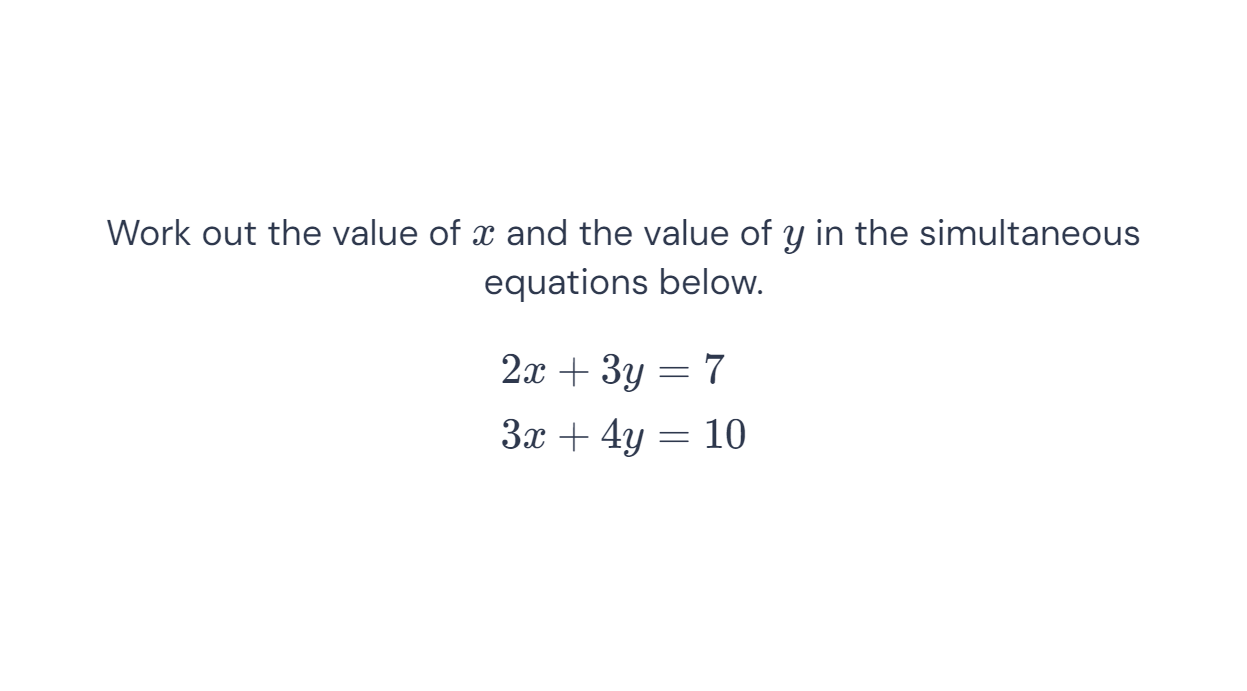 Work out the value of x and the value of y in the simultaneous
equations below.
2x + 3y = 7
3x + 4y = 10